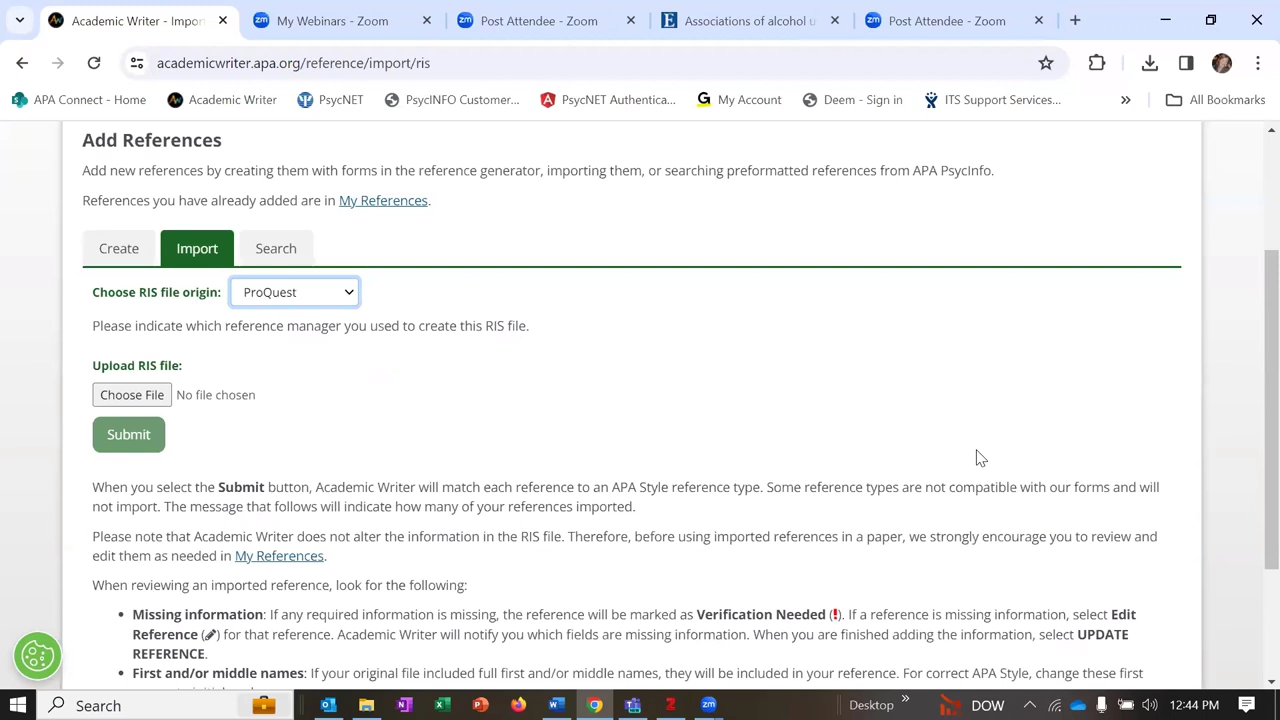 Academic Writer - Impor
My Webinars - Zoom
Post Attendee - Zoom
Associations of alcohol u
Post Attendee - Zoom
academicwriter.apa.org/reference/import/ris
APA Connect - Home
Academic Writer
PsycNET
PsycINFO Customer...
PsycNET Authentica...
My Account
Deem - Sign in
ITS Support Services...
»
All Bookmarks
Add References
Add new references by creating them with forms in the reference generator, importing them, or searching preformatted references from APA PsycInfo.
References you have already added are in My References.
Create
Import
Search
Choose RIS file origin: ProQuest
Please indicate which reference manager you used to create this RIS file.
Upload RIS file:
Choose File No file chosen
Submit
When you select the Submit button, Academic Writer will match each reference to an APA Style reference type. Some reference types are not compatible with our forms and will
not import. The message that follows will indicate how many of your references imported.
Please note that Academic Writer does not alter the information in the RIS file. Therefore, before using imported references in a paper, we strongly encourage you to review and
edit them as needed in My References.
When reviewing an imported reference, look for the following:
• Missing information: If any required information is missing, the reference will be marked as Verification Needed (!). If a reference is missing information, select Edit
Reference () for that reference. Academic Writer will notify you which fields are missing information. When you are finished adding the information, select UPDATE
REFERENCE.
• First and/or middle names: If your original file included full first and/or middle names, they will be included in your reference. For correct APA Style, change these first
Search
Desktop
»
DOW
12:44 PM